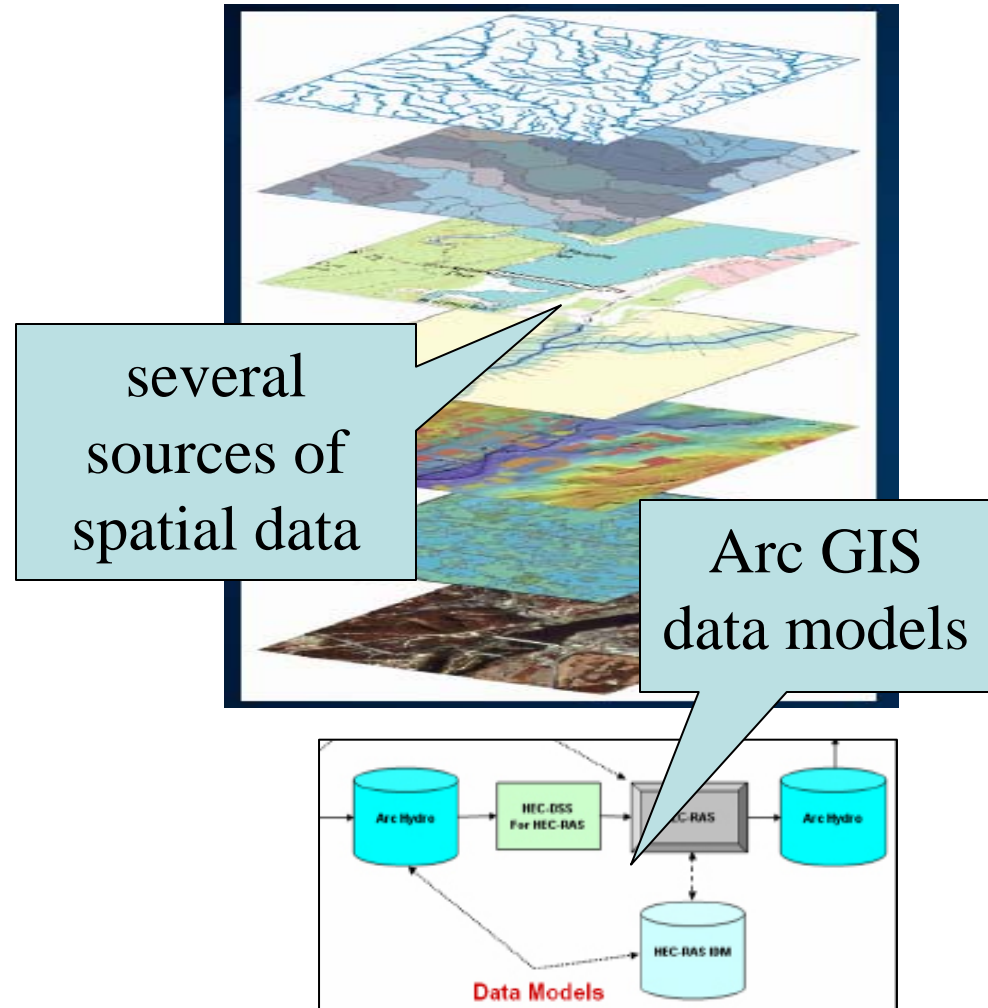 several
sources of
spatial data
Arc GIS
data models
Arc Hydro
HEC-DSS
For HEC-RAS
C-RAS
Arc Hydro
HEC-RAS IDM
Data Models